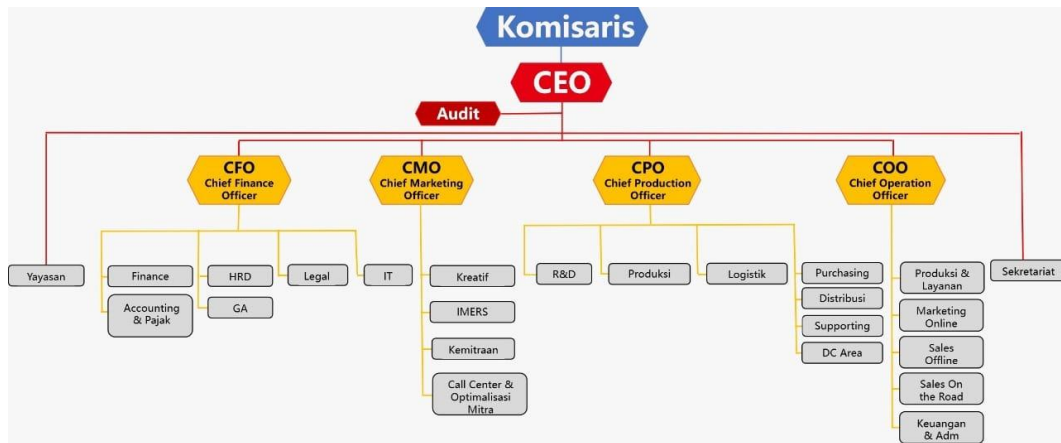 Komisaris
CEO
Audit
CFO
Chief Finance
Officer
CMO
Chief Marketing
Officer
CPO
Chief Production
Officer
COO
Chief Operation
Officer
Yayasan
Finance
Accounting
& Pajak
HRD
GA
Legal
IT
Kreatif
IMERS
Kemitraan
Call Center &
Optimalisasi
Mitra
R&D
Produksi
Logistik
Purchasing
Distribusi
Supporting
DC Area
Produksi &
Layanan
Marketing
Online
Sales
Offline
Sales On
the Road
Keuangan
& Adm
Sekretariat